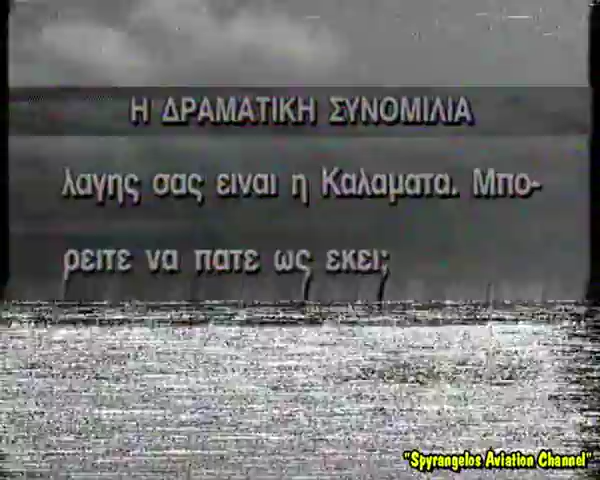 Η ΔΡΑΜΑΤΙΚΗ ΣΥΝΟΜΙΛΙΑ
λαγης σας ειναι η Καλαματα. Μπο-
ρειτε να πατε ως εκει;
"Spyrangelos Aviation Channel"